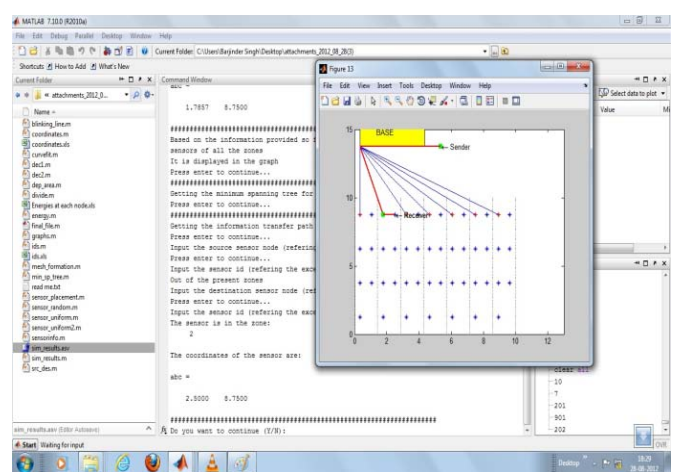 MATLAB 7.10.0 (R2010a)
File Edit Debug Parallel Desktop Window Help
Current Folder: C:\Users\Barjinder Singh\Desktop\attachments_2012_08_28(3)
Shortcuts How to Add What's New
Current Folder
attachments_2012_0...
Name
blinking_line.m
coordinates.m
coordinates.xls
curvefit.m
dec1.m
dec2.m
dep_area.m
divide.m
Energies at each node.xls
energy.m
final_file.m
graphs.m
ids.m
ids.xls
mesh_formation.m
min_sp_tree.m
read me.txt
sensor_placement.m
sensor_random.m
sensor_uniform.m
sensor_uniform2.m
sensorinfo.m
sim_results.asv
sim_results.m
src_des.m
sim_results.asv (Editor Autosave)
Command Window
abc =
1.7857 8.7500
Based on the information provided so
sensors of all the zones
It is displayed in the graph
Press enter to continue...
Getting the minimum spanning tree for
Press enter to continue...
Getting the information transfer path
Press enter to continue...
Input the source sensor node (refering
Press enter to continue...
Input the sensor id (refering the exce
Out of the present zones
Input the destination sensor node (ref
Press enter to continue...
Input the sensor id (refering the exce
The sensor is in the zone:
2
The coordinates of the sensor are:
abc =
2.5000 8.7500
Do you want to continue (Y/N):
Figure 13
File Edit View Insert Tools Desktop Window Help
BASE
Sender
Receiver
15
10
5
0
0 2 4 6 8 10 12
Select data to plot
Value
clear all
10
7
201
901
202
Start Waiting for input
OVR
Desktop
18:29
28-08-2012